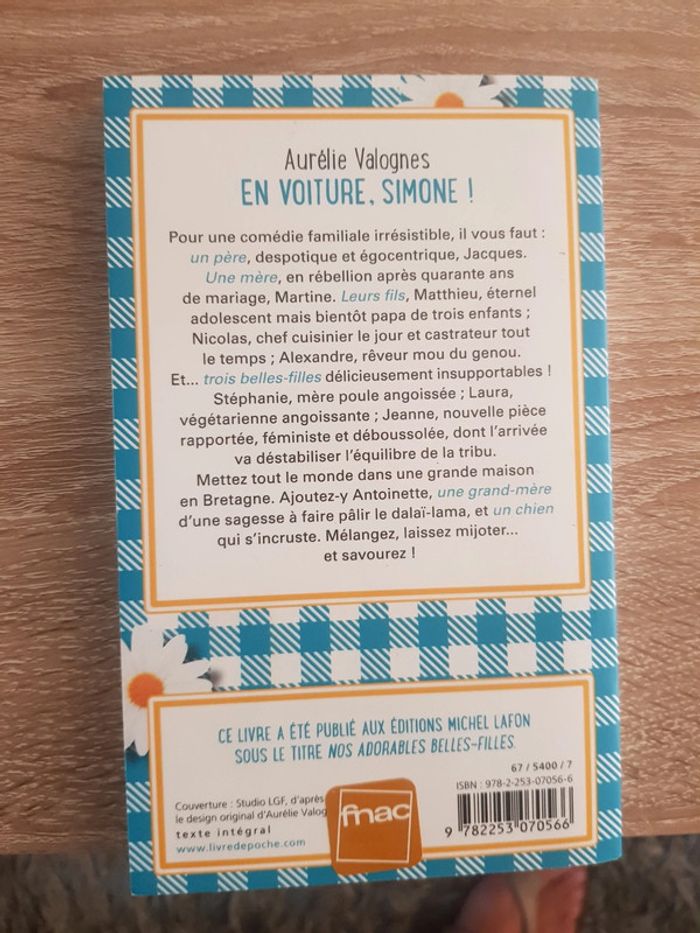 Aurélie Valognes
EN VOITURE, SIMONE !
Pour une comédie familiale irrésistible, il vous faut :
un père, despotique et égocentrique, Jacques.
Une mère, en rébellion après quarante ans
de mariage, Martine. Leurs fils, Matthieu, éternel
adolescent mais bientôt papa de trois enfants ;
Nicolas, chef cuisinier le jour et castrateur tout
le temps ; Alexandre, rêveur mou du genou.
Et... trois belles-filles délicieusement insupportables !
Stéphanie, mère poule angoissée ; Laura,
végétarienne angoissante ; Jeanne, nouvelle pièce
rapportée, féministe et déboussolée, dont l'arrivée
va déstabiliser l'équilibre de la tribu.
Mettez tout le monde dans une grande maison
en Bretagne. Ajoutez-y Antoinette, une grand-mère
d'une sagesse à faire pâlir le dalaï-lama, et un chien
qui s'incruste. Mélangez, laissez mijoter...
et savourez !
CE LIVRE A ÉTÉ PUBLIÉ AUX ÉDITIONS MICHEL LAFON
SOUS LE TITRE NOS ADORABLES BELLES-FILLES.
67 / 5400 / 7
ISBN : 978-2-253-07056-6
Couverture : Studio LGF, d'après
le design original d'Aurélie Valog
texte intégral
www.livredepoche.com
fnac
9 782253 070566